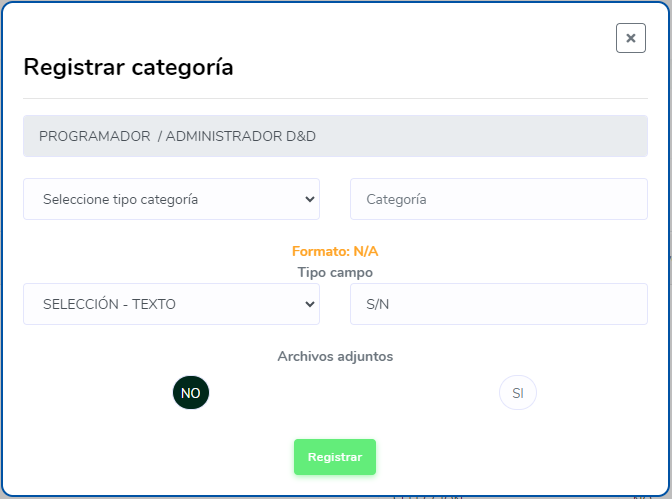 ×
Registrar categoría
PROGRAMADOR / ADMINISTRADOR D&D
Seleccione tipo categoría
Categoría
Formato: N/A
Tipo campo
SELECCIÓN - TEXTO
S/N
Archivos adjuntos
NO
SI
Registrar